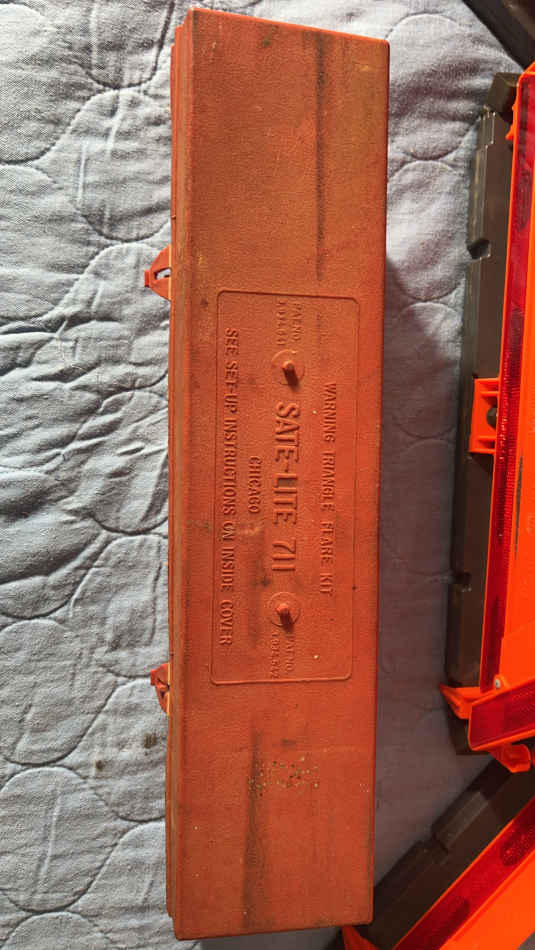 WARNING TRIANGLE FLARE KIT
PAT. NO.
SATE-LITE 711
PAT. NO.
CHICAGO
SEE SET-UP INSTRUCTIONS ON INSIDE COVER